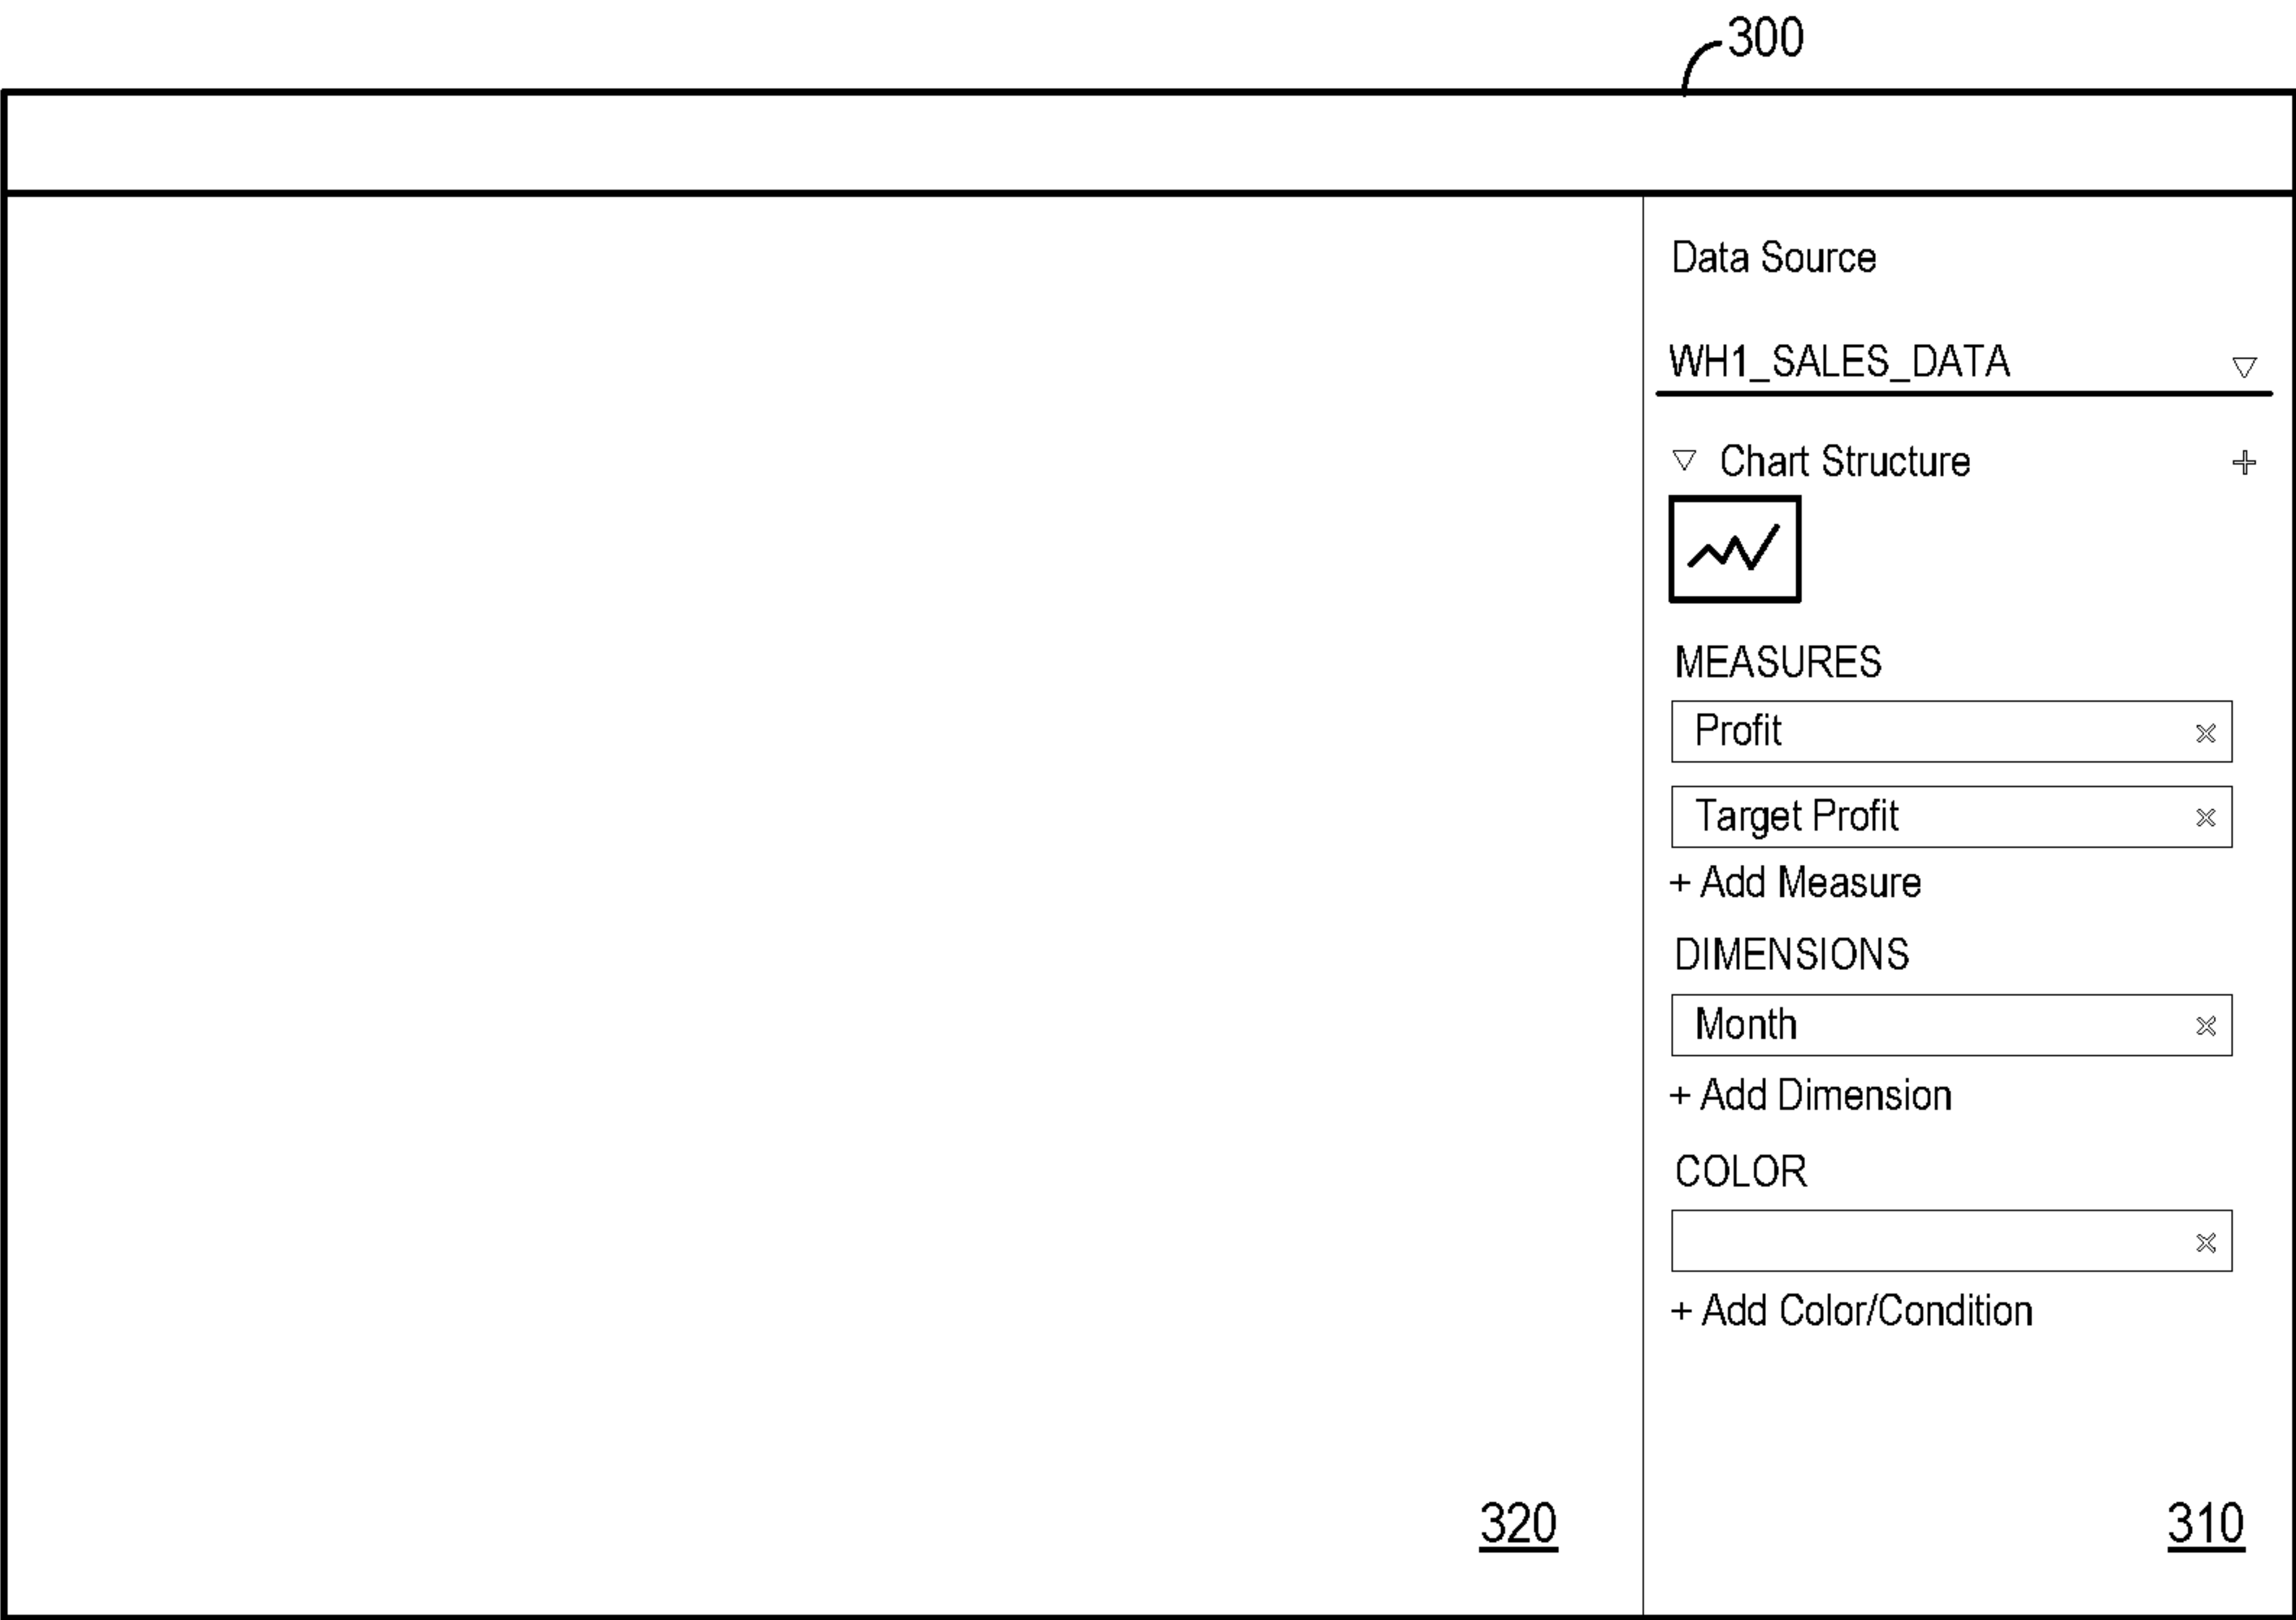 300
Data Source
WH1_SALES_DATA
Chart Structure +
MEASURES
Profit
Target Profit
+ Add Measure
DIMENSIONS
Month
+ Add Dimension
COLOR
+ Add Color/Condition
320
310